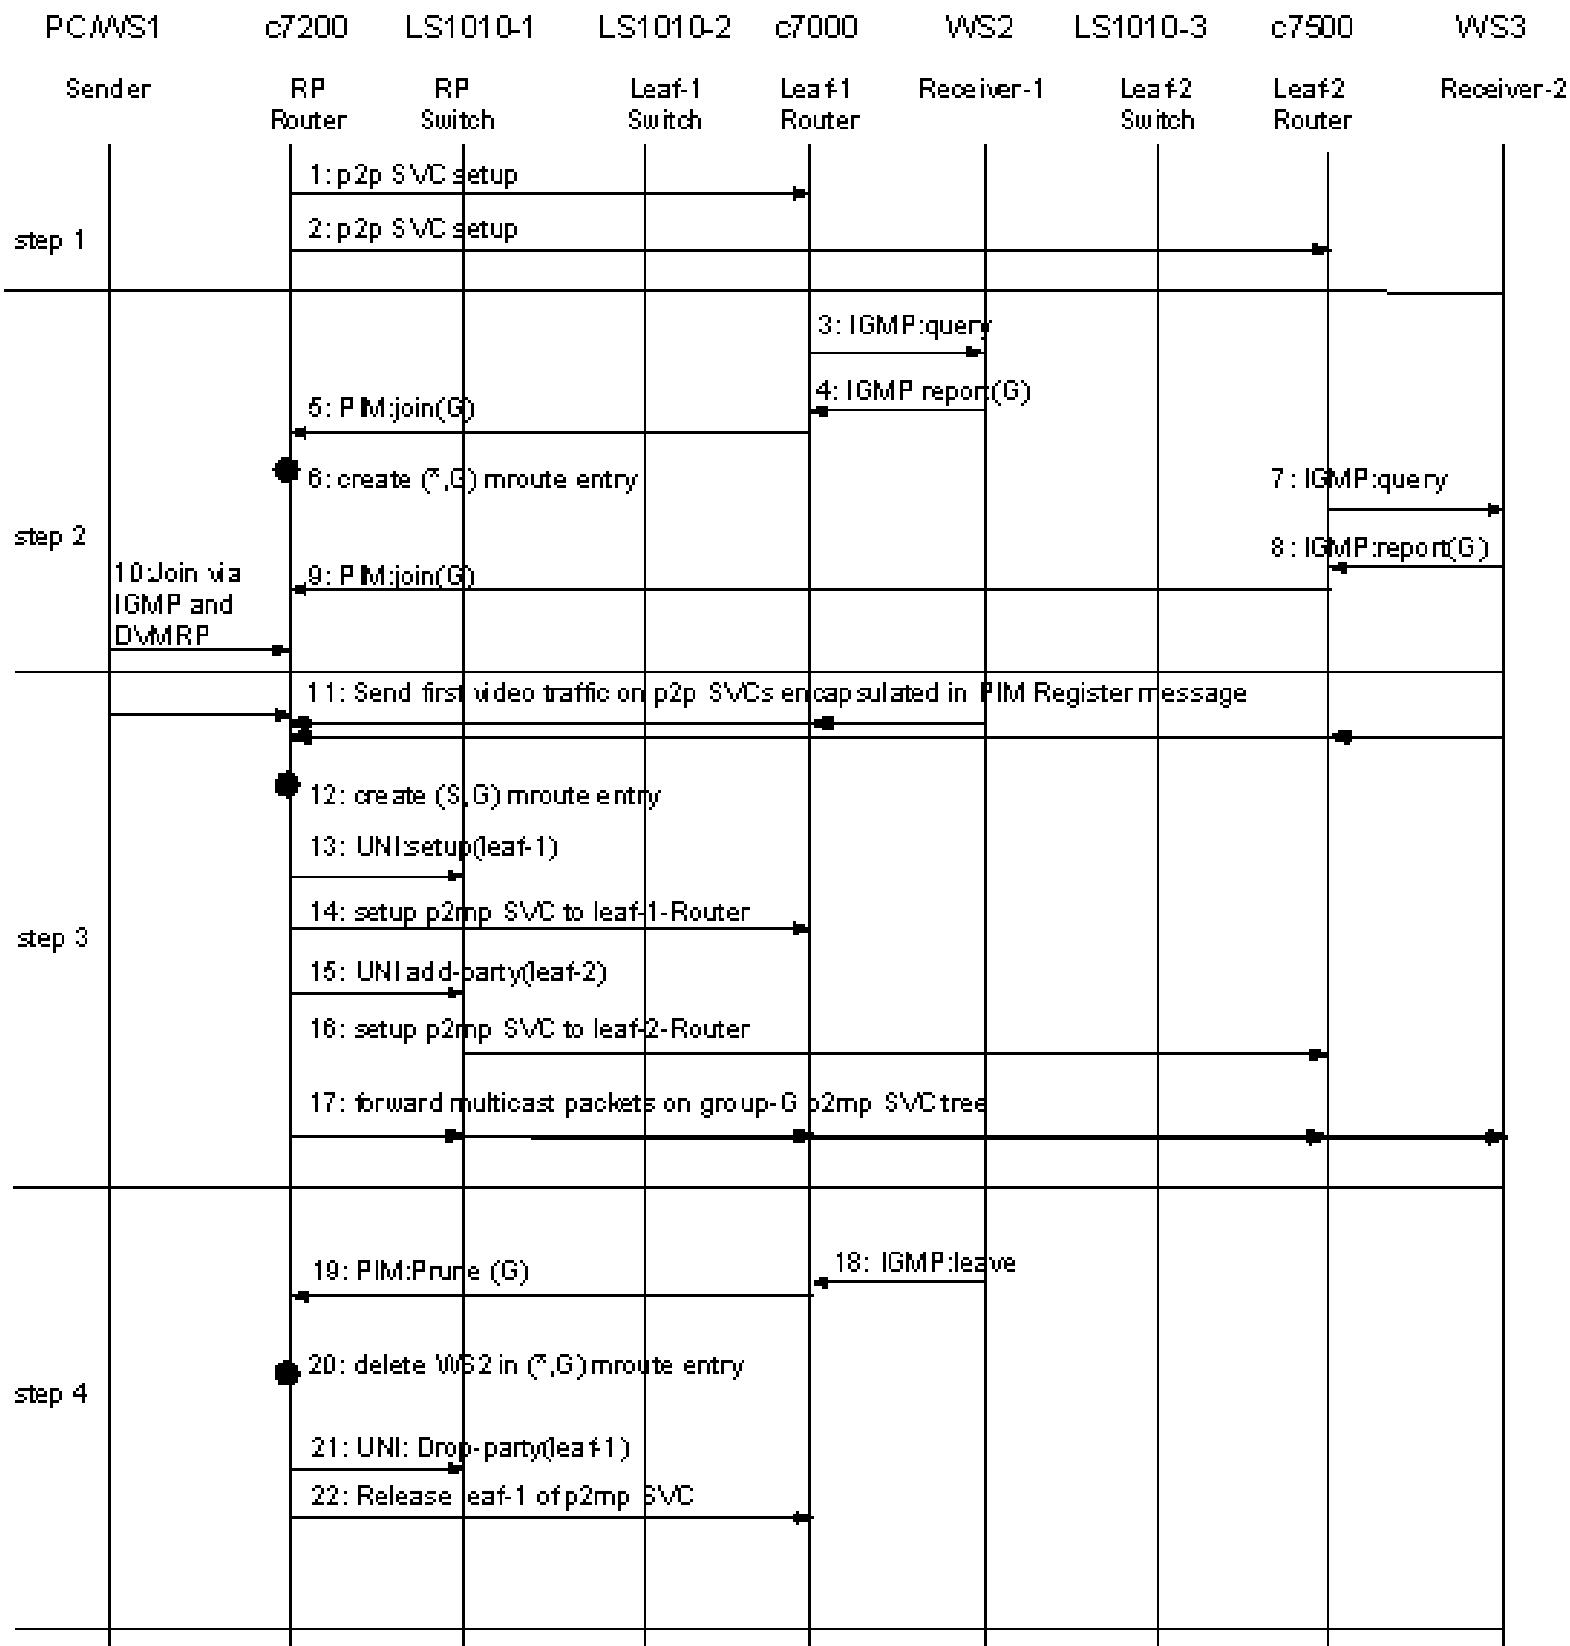 PC/WS1 c7200 LS1010-1 LS1010-2 c7000 WS2 LS1010-3 c7500 WS3
Sender RP RP Leaf-1 Leaf-1 Receiver-1 Leaf-2 Leaf2 Receiver-2
Router Switch Switch Router Switch Router
1: p2p SVC setup
2: p2p SVC setup
step 1
3: IGMP:query
4: IGMP report(G)
5: PIM:join(G)
6: create (*,G) mroute entry
7: IGMP:query
step 2
8: IGMP:report(G)
10:Join via
IGMP and
DVMRP
9: PIM:join(G)
11: Send first video traffic on p2p SVCs encapsulated in PIM Register message
12: create (S,G) mroute entry
13: UNI:setup(leaf-1)
14: setup p2mp SVC to leaf-1-Router
step 3
15: UNI add-party(leaf-2)
16: setup p2mp SVC to leaf-2-Router
17: forward multicast packets on group-G p2mp SVC tree
18: IGMP:leave
19: PIM:Prune (G)
20: delete WS2 in (*,G) mroute entry
step 4
21: UNI: Drop-party(leaf-1)
22: Release leaf-1 of p2mp SVC